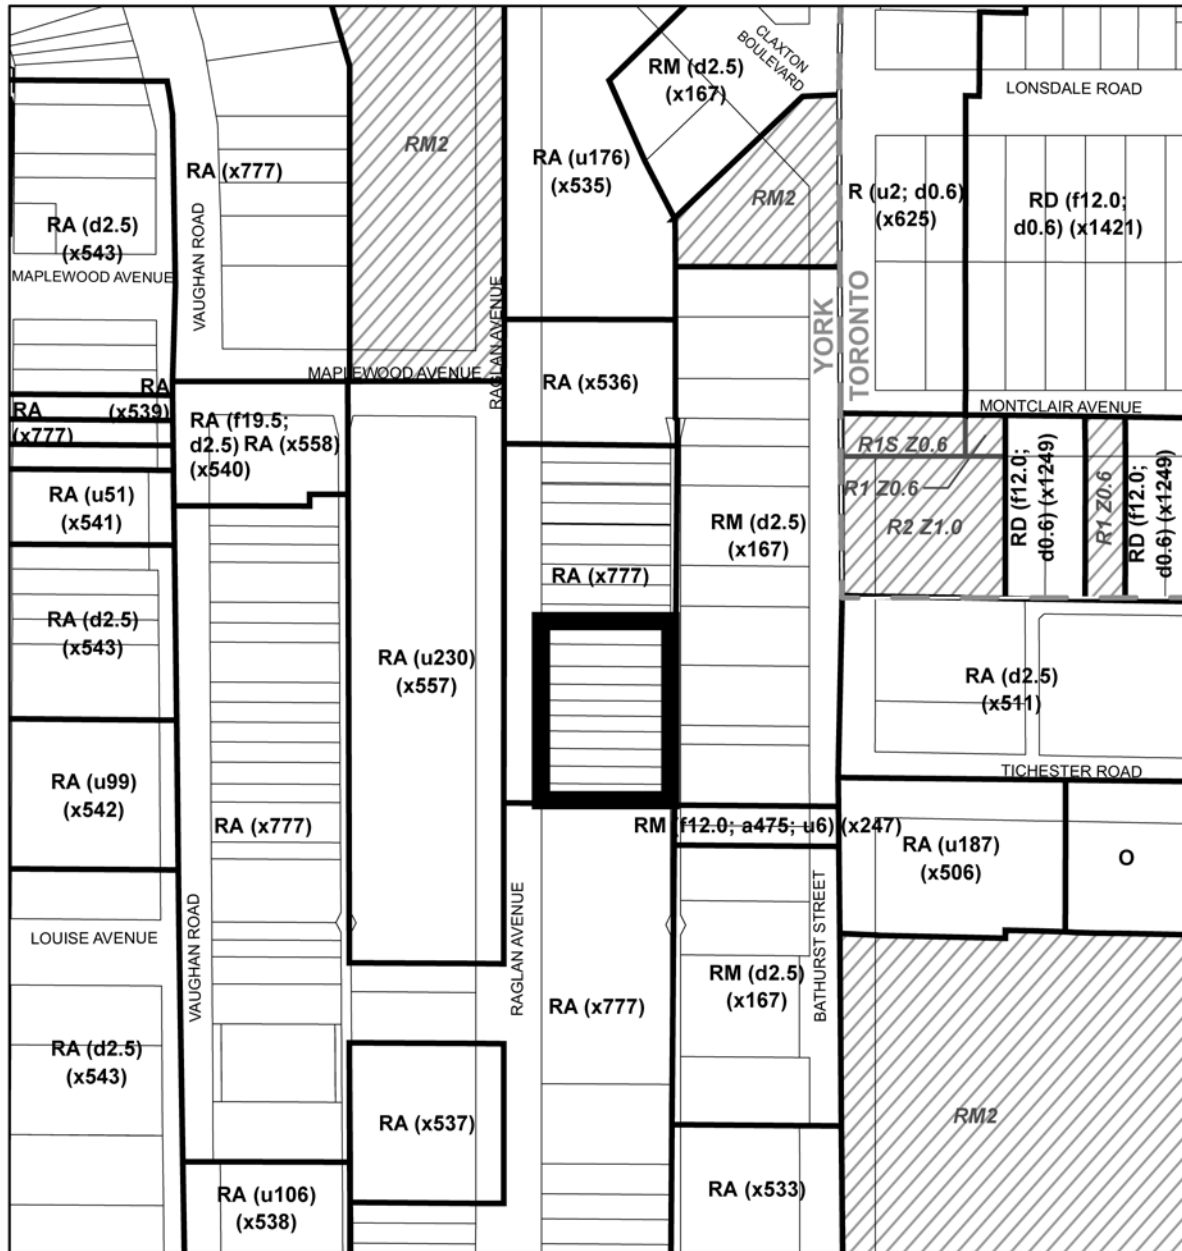 CLAXTON
BOULEVARD
RM (d2.5)
(x167)
LONSDALE ROAD
RM2
RA (x777)
RA (u176)
(x535)
RM2
R (u2; d0.6)
(x625)
RD (f12.0;
d0.6) (x1421)
RA (d2.5)
(x543)
VAUGHAN ROAD
MAPLEWOOD AVENUE
YORK
TORONTO
RAGLAN AVENUE
MAPLEWOOD AVENUE
RA
(x539)
RA
(x777)
RA (f19.5;
d2.5)
(x540)
RA (x558)
RA (x536)
MONTCLAIR AVENUE
R1S Z0.6
R1 Z0.6
R2 Z1.0
RD (f12.0;
d0.6) (x1249)
R1 Z0.6
RD (f12.0;
d0.6) (x1249)
RA (u51)
(x541)
RM (d2.5)
(x167)
RA (x777)
RA (d2.5)
(x543)
RA (u230)
(x557)
RA (d2.5)
(x511)
TICHESTER ROAD
RA (u99)
(x542)
RA (x777)
RM (f12.0; a475; u6) (x247)
RA (u187)
(x506)
O
LOUISE AVENUE
VAUGHAN ROAD
RAGLAN AVENUE
BATHURST STREET
RM (d2.5)
(x167)
RA (x777)
RA (d2.5)
(x543)
RA (x537)
RM2
RA (u106)
(x538)
RA (x533)